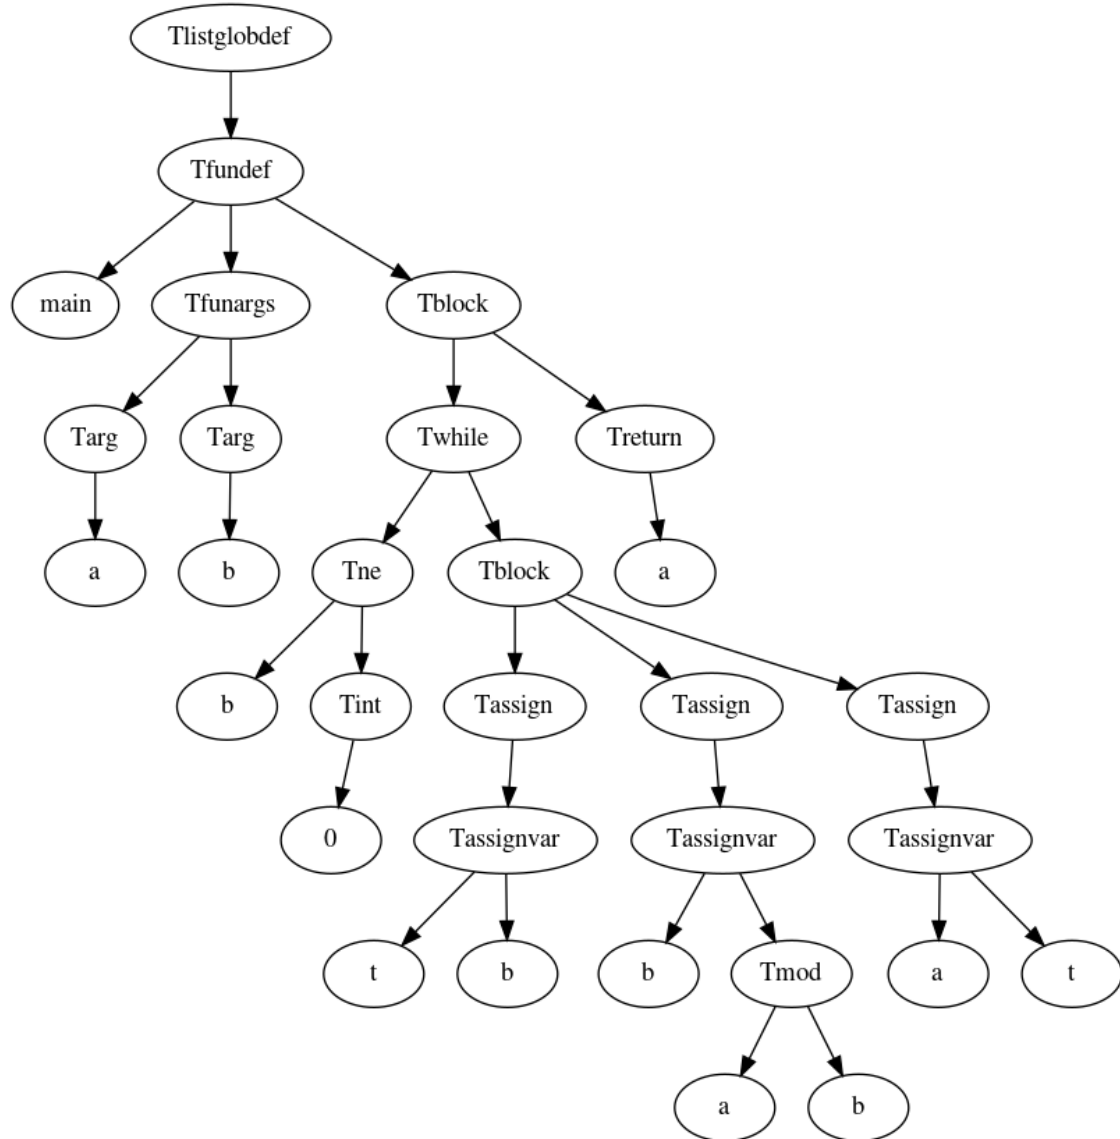 Tlistglobdef
Tfundef
main
Tfunargs
Tblock
Targ
Targ
Twhile
Treturn
a
b
Tne
Tblock
a
b
Tint
Tassign
Tassign
Tassign
0
Tassignvar
Tassignvar
Tassignvar
t
b
b
Tmod
a
t
a
b